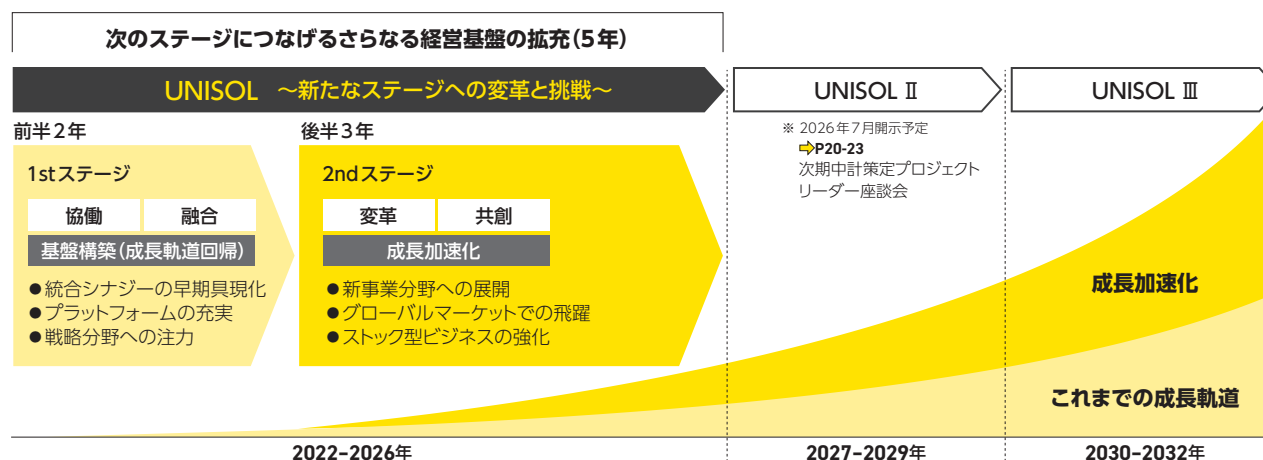 次のステージにつなげるさらなる経営基盤の拡充（5年）
UNISOL ～新たなステージへの変革と挑戦～
UNISOL Ⅱ
UNISOL Ⅲ
前半2年
1stステージ
協働
融合
基盤構築（成長軌道回帰）
●統合シナジーの早期具現化
●プラットフォームの充実
●戦略分野への注力
後半3年
2ndステージ
変革
共創
成長加速化
●新事業分野への展開
●グローバルマーケットでの飛躍
●ストック型ビジネスの強化
※ 2026年7月開示予定
⇨P20-23
次期中計策定プロジェクト
リーダー座談会
成長加速化
これまでの成長軌道
2022–2026年
2027–2029年
2030–2032年